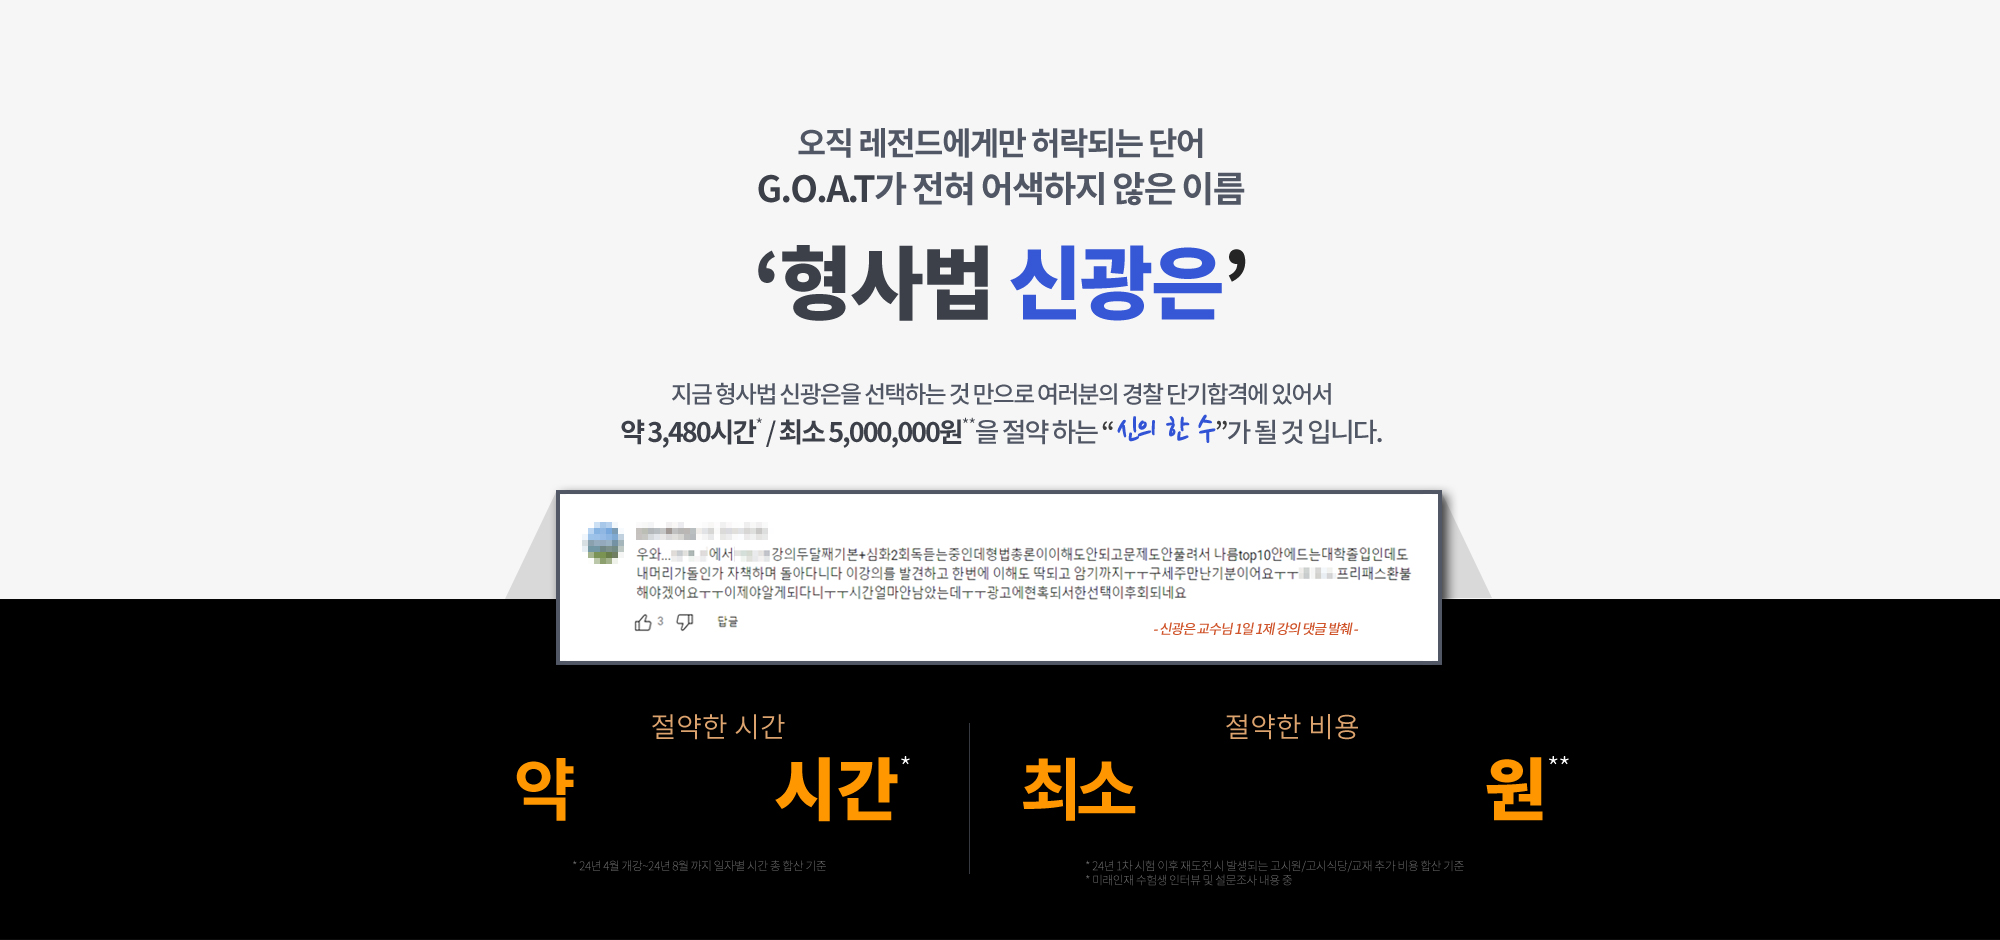 오직 레전드에게만 허락되는 단어
G.O.A.T가 전혀 어색하지 않은 이름
‘형사법 신광은’
지금 형사법 신광은을 선택하는 것 만으로 여러분의 경찰 단기합격에 있어서
약 3,480시간* / 최소 5,000,000원**을 절약 하는 “신의 한 수”가 될 것 입니다.
우와... 에서 강의두달째기본+심화2회독듣는중인데형법총론이이해도안되고문제도안풀려서 나름top10안에드는대학졸입인데도
내머리가돌인가 자책하며 돌아다니다 이강의를 발견하고 한번에 이해도 딱되고 암기까지ㅜㅜ구세주만난기분이어요ㅜㅜ 프리패스환불
해야겠어요ㅜㅜ이제야알게되다니ㅜㅜ시간얼마안남았는데ㅜㅜ광고에현혹되서한선택이후회되네요
3 답글
- 신광은 교수님 1일 1제 강의 댓글 발췌 -
절약한 시간
약 시간*
* 24년 4월 개강~24년 8월 까지 일자별 시간 총 합산 기준
절약한 비용
최소 원**
* 24년 1차 시험 이후 재도전 시 발생되는 고시원/고시식당/교재 추가 비용 합산 기준
* 미래인재 수험생 인터뷰 및 설문조사 내용 중